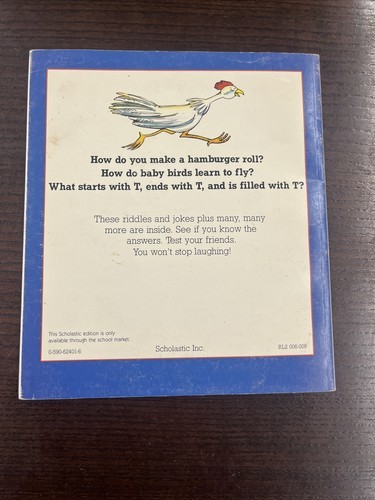 How do you make a hamburger roll?
How do baby birds learn to fly?
What starts with T, ends with T, and is filled with T?
These riddles and jokes plus many, many
more are inside. See if you know the
answers. Test your friends.
You won't stop laughing!
This Scholastic edition is only
available through the school market.
0-590-62401-6
Scholastic Inc.
RL2 006-009